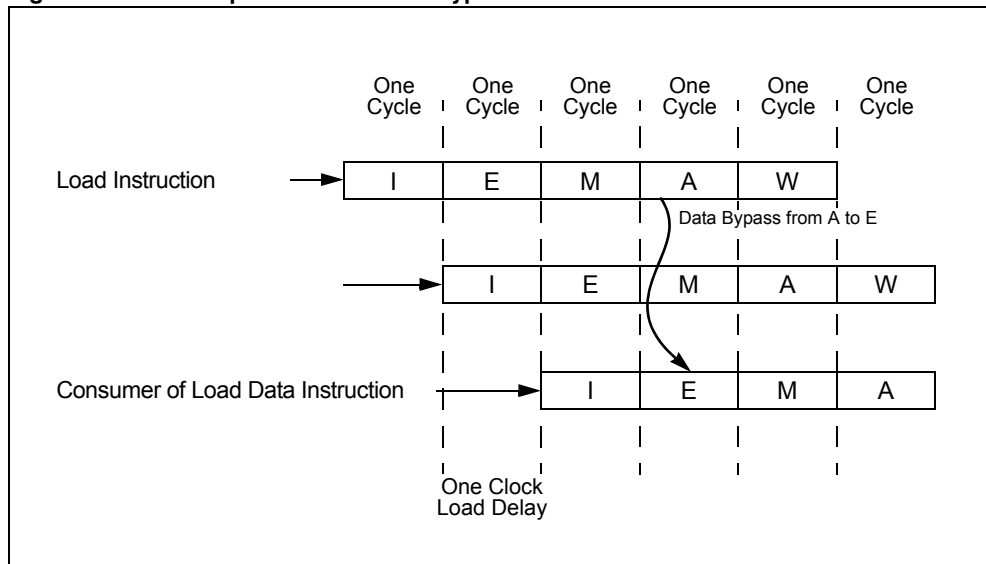 One One One One One One
Cycle Cycle Cycle Cycle Cycle Cycle
Load Instruction I E M A W
Data Bypass from A to E
I E M A W
Consumer of Load Data Instruction I E M A
One Clock
Load Delay